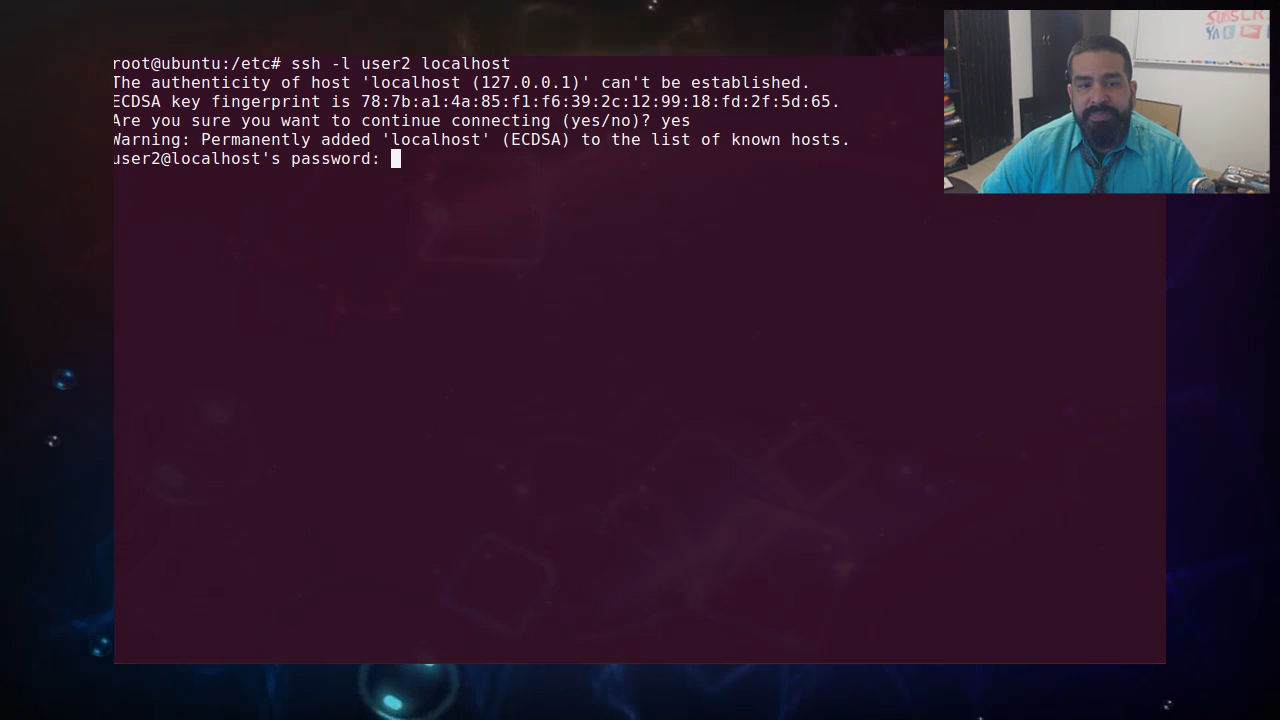 root@ubuntu:/etc# ssh -l user2 localhost
The authenticity of host 'localhost (127.0.0.1)' can't be established.
ECDSA key fingerprint is 78:7b:a1:4a:85:f1:f6:39:2c:12:99:18:fd:2f:5d:65.
Are you sure you want to continue connecting (yes/no)? yes
Warning: Permanently added 'localhost' (ECDSA) to the list of known hosts.
user2@localhost's password: